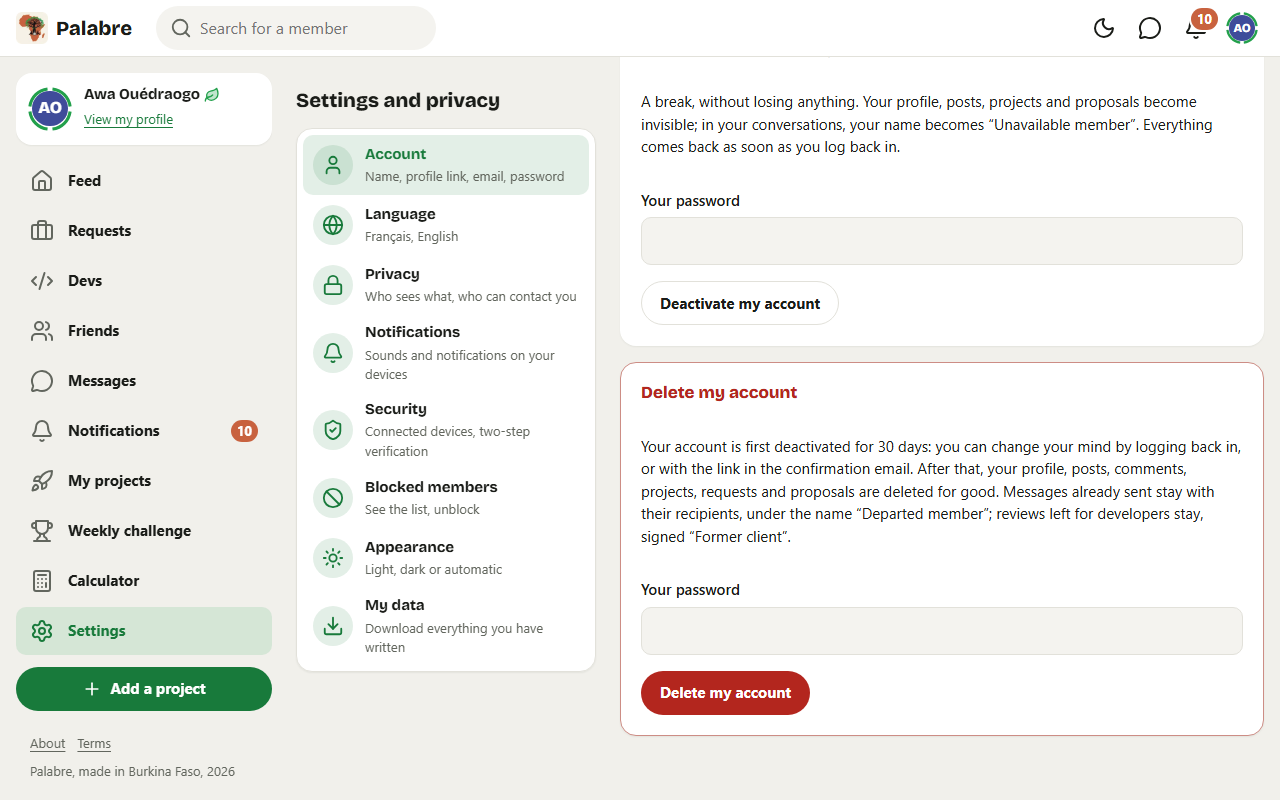 Palabre
Search for a member
10
AO
AO
Awa Ouédraogo
View my profile
Feed
Requests
Devs
Friends
Messages
Notifications
10
My projects
Weekly challenge
Calculator
Settings
Add a project
About Terms
Palabre, made in Burkina Faso, 2026
Settings and privacy
Account
Name, profile link, email, password
Language
Français, English
Privacy
Who sees what, who can contact you
Notifications
Sounds and notifications on your
devices
Security
Connected devices, two-step
verification
Blocked members
See the list, unblock
Appearance
Light, dark or automatic
My data
Download everything you have
written
A break, without losing anything. Your profile, posts, projects and proposals become
invisible; in your conversations, your name becomes “Unavailable member”. Everything
comes back as soon as you log back in.
Your password
Deactivate my account
Delete my account
Your account is first deactivated for 30 days: you can change your mind by logging back in,
or with the link in the confirmation email. After that, your profile, posts, comments,
projects, requests and proposals are deleted for good. Messages already sent stay with
their recipients, under the name “Departed member”; reviews left for developers stay,
signed “Former client”.
Your password
Delete my account